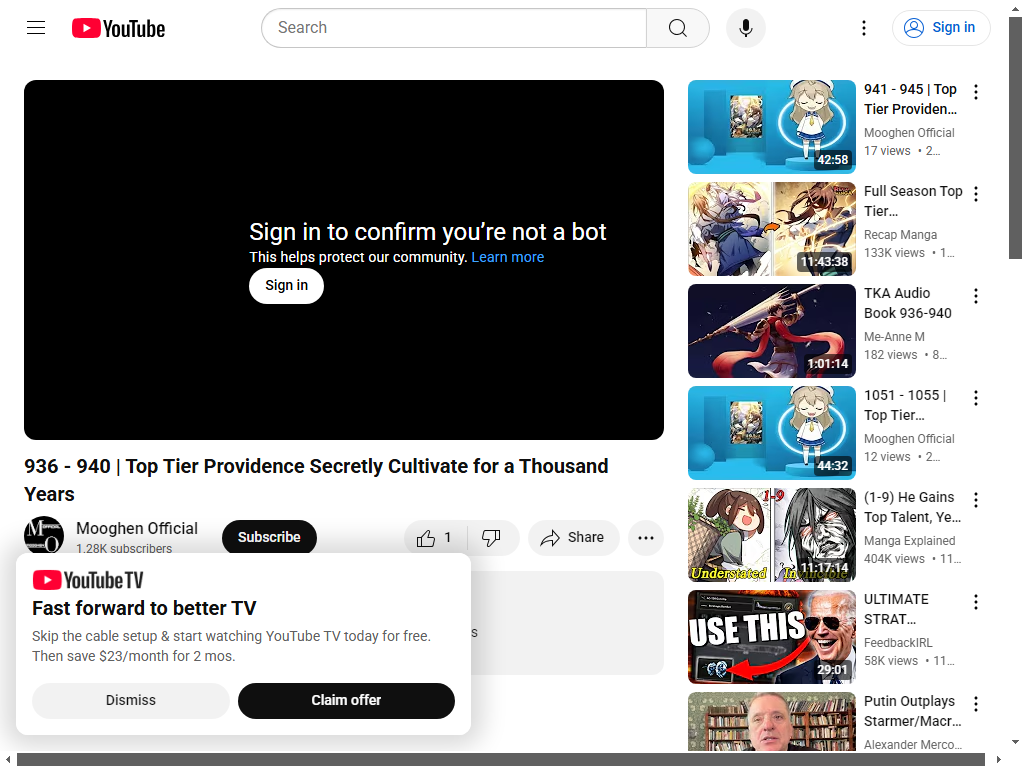 YouTube
Search
Sign in
Sign in to confirm you're not a bot
This helps protect our community. Learn more
Sign in
936 - 940 | Top Tier Providence Secretly Cultivate for a Thousand
Years
Mooghen Official
1.28K subscribers
Subscribe
1
Share
YouTube TV
Fast forward to better TV
Skip the cable setup & start watching YouTube TV today for free.
Then save $23/month for 2 mos.
Dismiss
Claim offer
941 - 945 | Top
Tier Providen...
Mooghen Official
17 views • 2...
42:58
Full Season Top
Tier...
Recap Manga
133K views • 1...
11:43:38
TKA Audio
Book 936-940
Me-Anne M
182 views • 8...
1:01:14
1051 - 1055 |
Top Tier...
Mooghen Official
12 views • 2...
44:32
(1-9) He Gains
Top Talent, Ye...
Manga Explained
404K views • 11...
1-9
Understated
Invincible
11:17:14
ULTIMATE
STRAT...
FeedbackIRL
58K views • 11...
USE THIS
29:01
Putin Outplays
Starmer/Macr...
Alexander Merco...